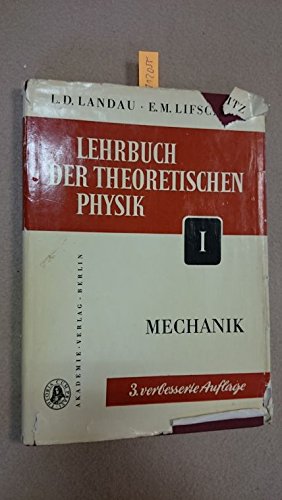 L. D. LANDAU · E. M. LIFSC TZ
LEHRBUCH
DER THEORETISCHEN
PHYSIK
I
MECHANIK
AKADEMIE - VERLAG · BERLIN
3. verbesserte Auflage